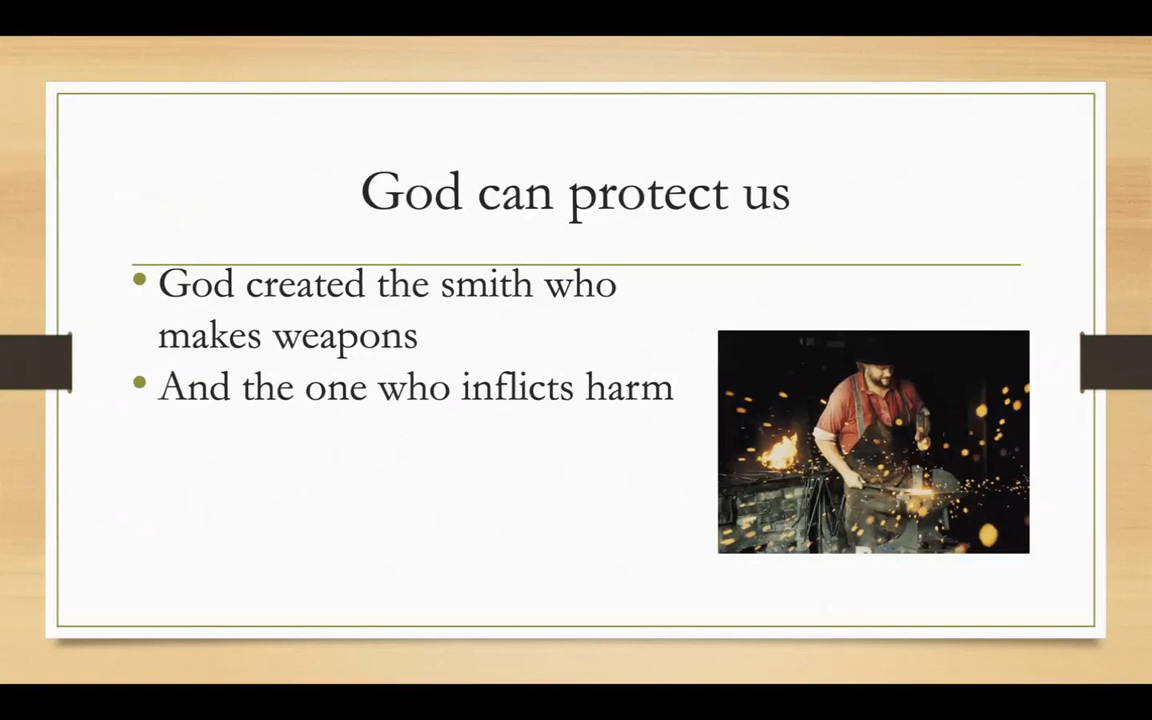 God can protect us
• God created the smith who
makes weapons
• And the one who inflicts harm